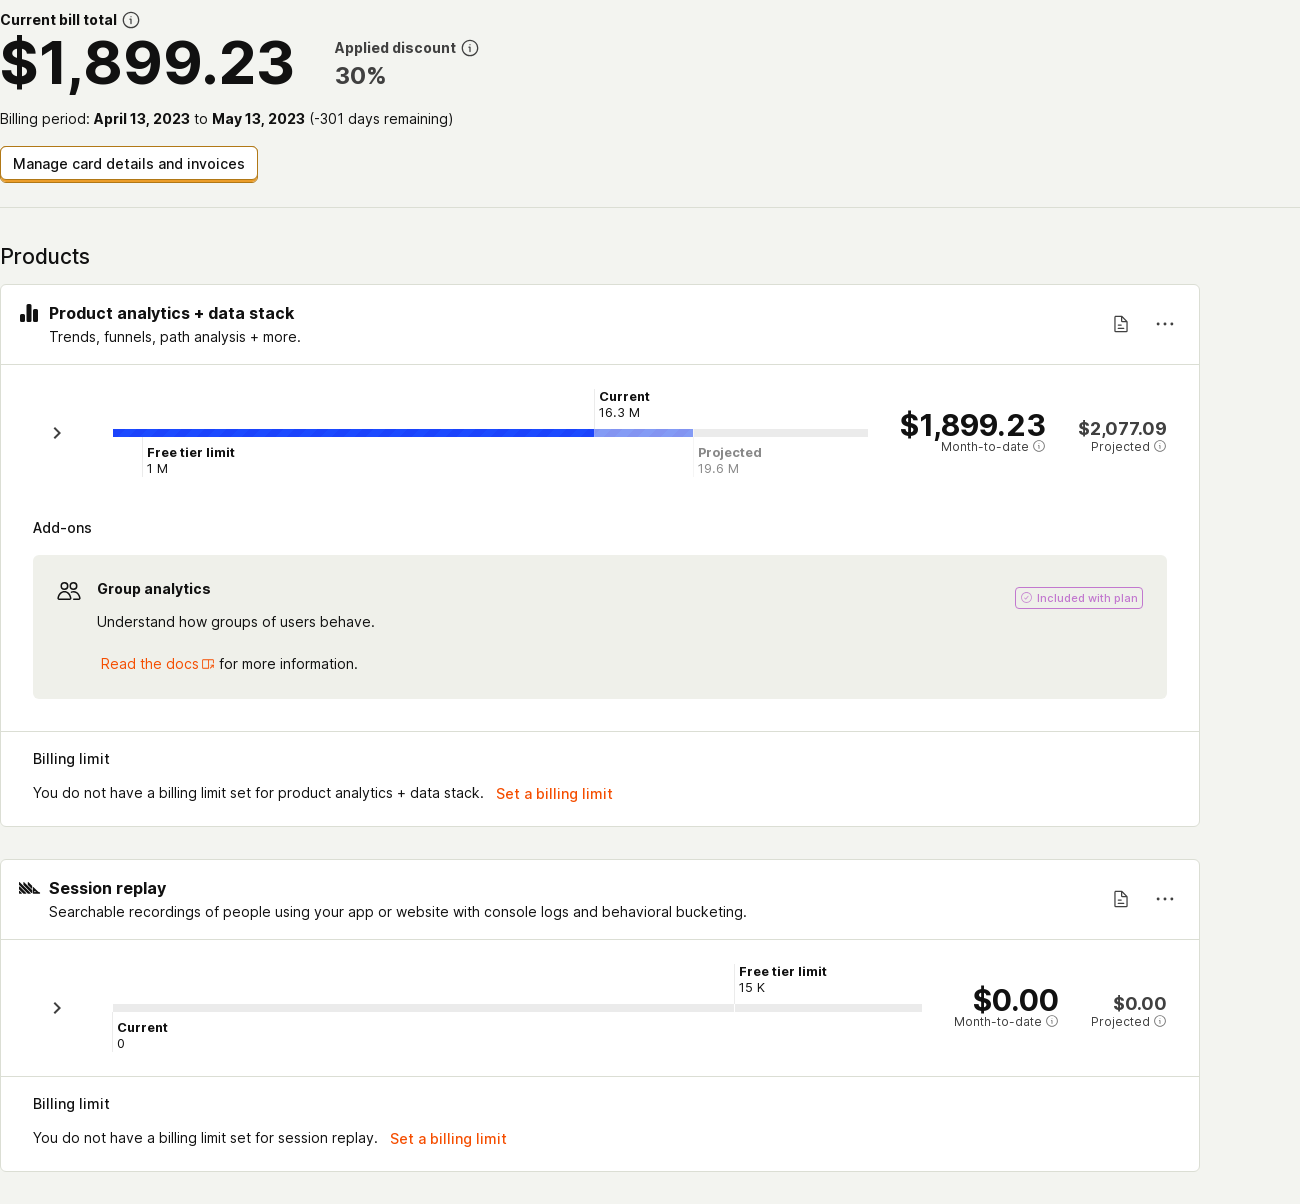 Current bill total
$1,899.23
Applied discount
30%
Billing period: April 13, 2023 to May 13, 2023 (-301 days remaining)
Manage card details and invoices
Products
Product analytics + data stack
Trends, funnels, path analysis + more.
Current
16.3 M
Free tier limit
1 M
Projected
19.6 M
$1,899.23
Month-to-date
$2,077.09
Projected
Add-ons
Group analytics
Included with plan
Understand how groups of users behave.
Read the docs for more information.
Billing limit
You do not have a billing limit set for product analytics + data stack. Set a billing limit
Session replay
Searchable recordings of people using your app or website with console logs and behavioral bucketing.
Free tier limit
15 K
Current
0
$0.00
Month-to-date
$0.00
Projected
Billing limit
You do not have a billing limit set for session replay. Set a billing limit